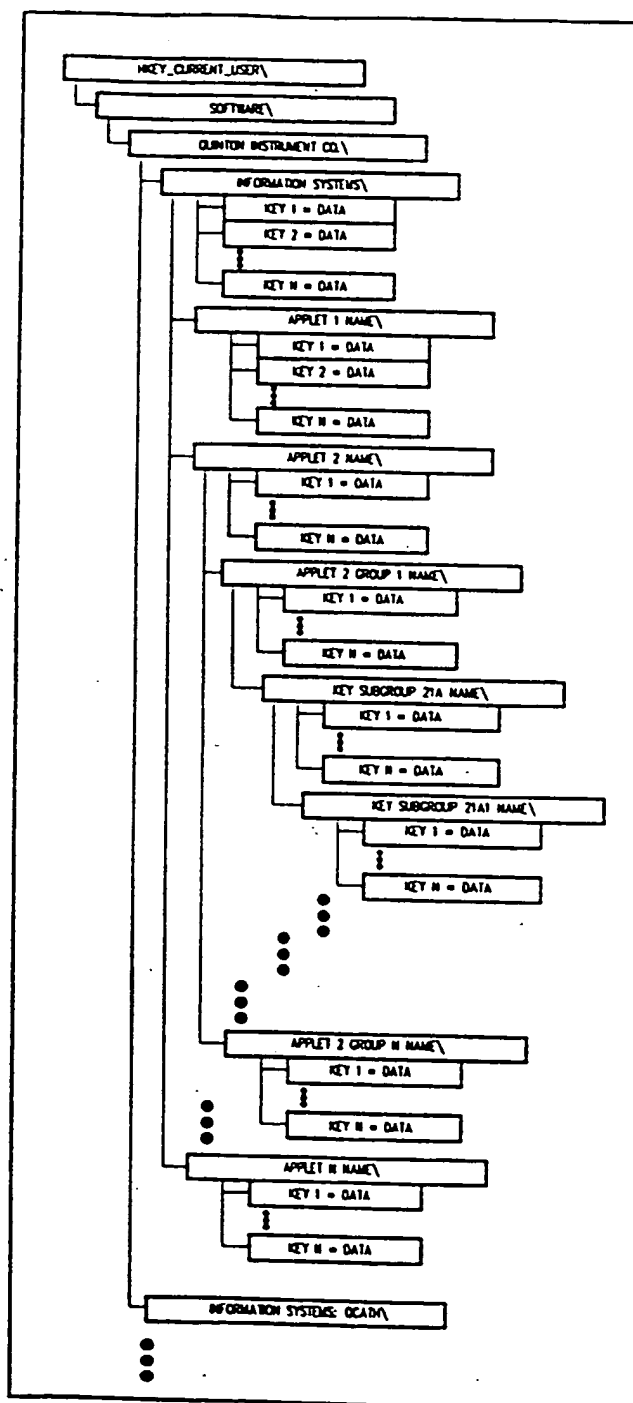 HKEY_CURRENT_USER\
SOFTWARE\
QUINTON INSTRUMENT CO.\
INFORMATION SYSTEMS\
KEY 1 = DATA
KEY 2 = DATA
KEY N = DATA
APPLET 1 NAME\
KEY 1 = DATA
KEY 2 = DATA
KEY N = DATA
APPLET 2 NAME\
KEY 1 = DATA
KEY N = DATA
APPLET 2 GROUP 1 NAME\
KEY 1 = DATA
KEY N = DATA
KEY SUBGROUP 21A NAME\
KEY 1 = DATA
KEY N = DATA
KEY SUBGROUP 21A1 NAME\
KEY 1 = DATA
KEY N = DATA
APPLET 2 GROUP N NAME\
KEY 1 = DATA
KEY N = DATA
APPLET N NAME\
KEY 1 = DATA
KEY N = DATA
INFORMATION SYSTEMS: QCATH\